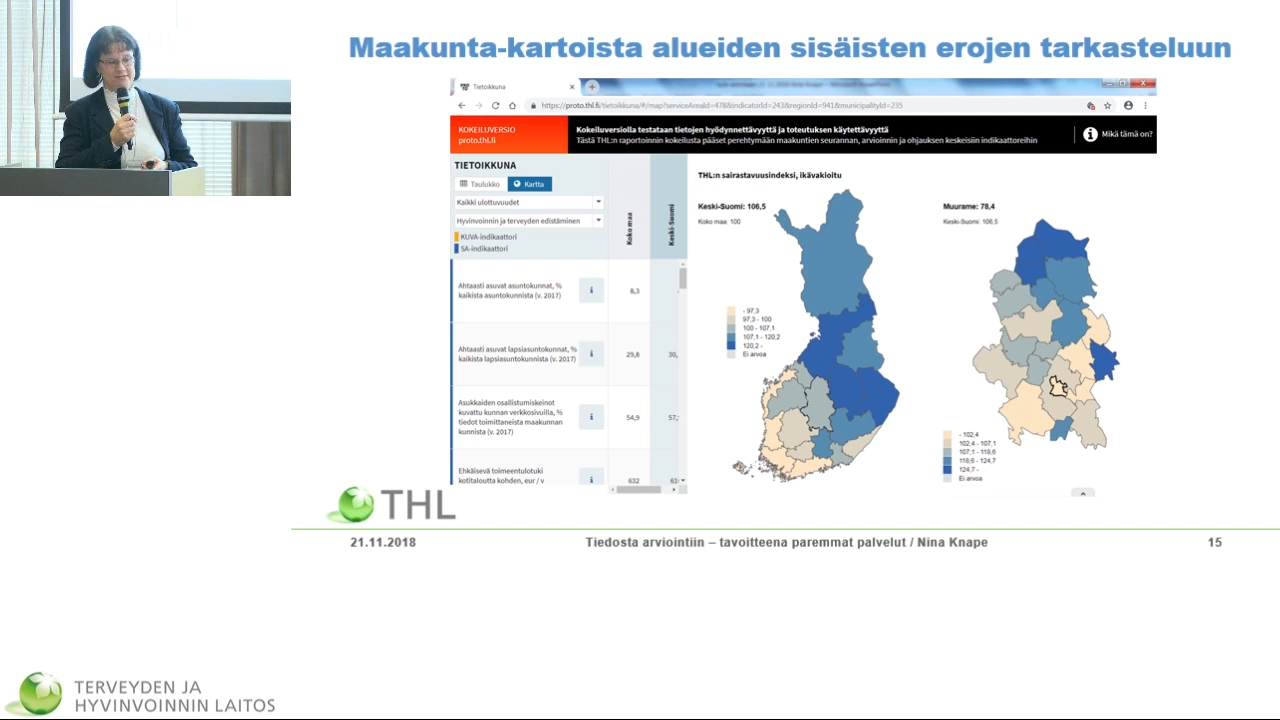 Maakunta-kartoista alueiden sisäisten erojen tarkasteluun
Tietoikkuna
https://proto.thl.fi/tietoikkuna/#/map?serviceAreaId=478&indicatorId=243&regionId=941&municipalityId=235
KOKEILUVERSIO
proto.thl.fi
Kokeiluversiolla testataan tietojen hyödynnettävyyttä ja toteutuksen käytettävyyttä
Tästä THL:n raportoinnin kokeilusta pääset perehtymään maakuntien seurannan, arvioinnin ja ohjauksen keskeisiin indikaattoreihin
Mikä tämä on?
TIETOIKKUNA
Taulukko
Kartta
Kaikki ulottuvuudet
Hyvinvoinnin ja terveyden edistäminen
KUVA-indikaattori
SA-indikaattori
Koko maa
Keski-Suomi
Ahtaasti asuvat asuntokunnat, %
kaikista asuntokunnista (v. 2017)
8,3
Ahtaasti asuvat lapsiasuntokunnat, %
kaikista lapsiasuntokunnista (v. 2017)
29,8
30,
Asukkaiden osallistumiskeinot
kuvattu kunnan verkkosivuilla, %
tiedot toimittaneista maakunnan
kunnista (v. 2017)
54,9
57,
Ehkäisevä toimeentulotuki
kotitaloutta kohden, eur / v
632
THL:n sairastavuusindeksi, ikävakioitu
Keski-Suomi: 106,5
Koko maa: 100
- 97,3
97,3 - 100
100 - 107,1
107,1 - 120,2
120,2 -
Ei arvoa
Muurame: 78,4
Keski-Suomi: 106,5
- 102,4
102,4 - 107,1
107,1 - 118,6
118,6 - 124,7
124,7 -
Ei arvoa
THL
21.11.2018
Tiedosta arviointiin – tavoitteena paremmat palvelut / Nina Knape
15
TERVEYDEN JA
HYVINVOINNIN LAITOS